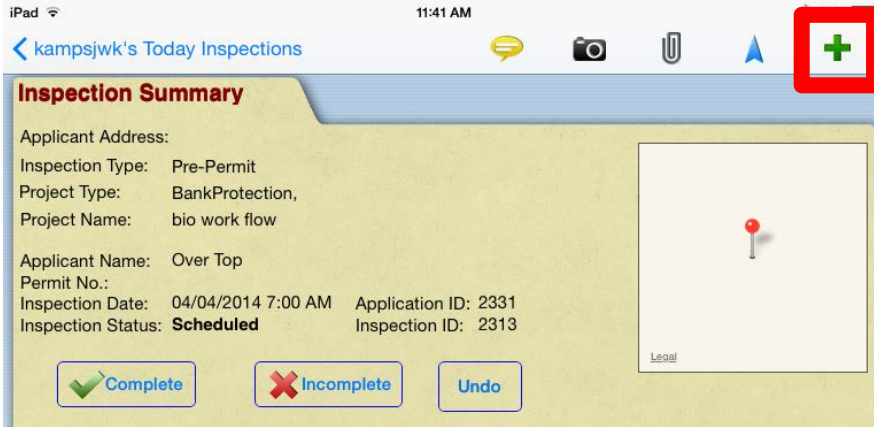 iPad 11:41 AM
kampsjwk's Today Inspections
Inspection Summary
Applicant Address:
Inspection Type: Pre-Permit
Project Type: BankProtection,
Project Name: bio work flow
Applicant Name: Over Top
Permit No.:
Inspection Date: 04/04/2014 7:00 AM Application ID: 2331
Inspection Status: Scheduled Inspection ID: 2313
Legal
Complete Incomplete Undo